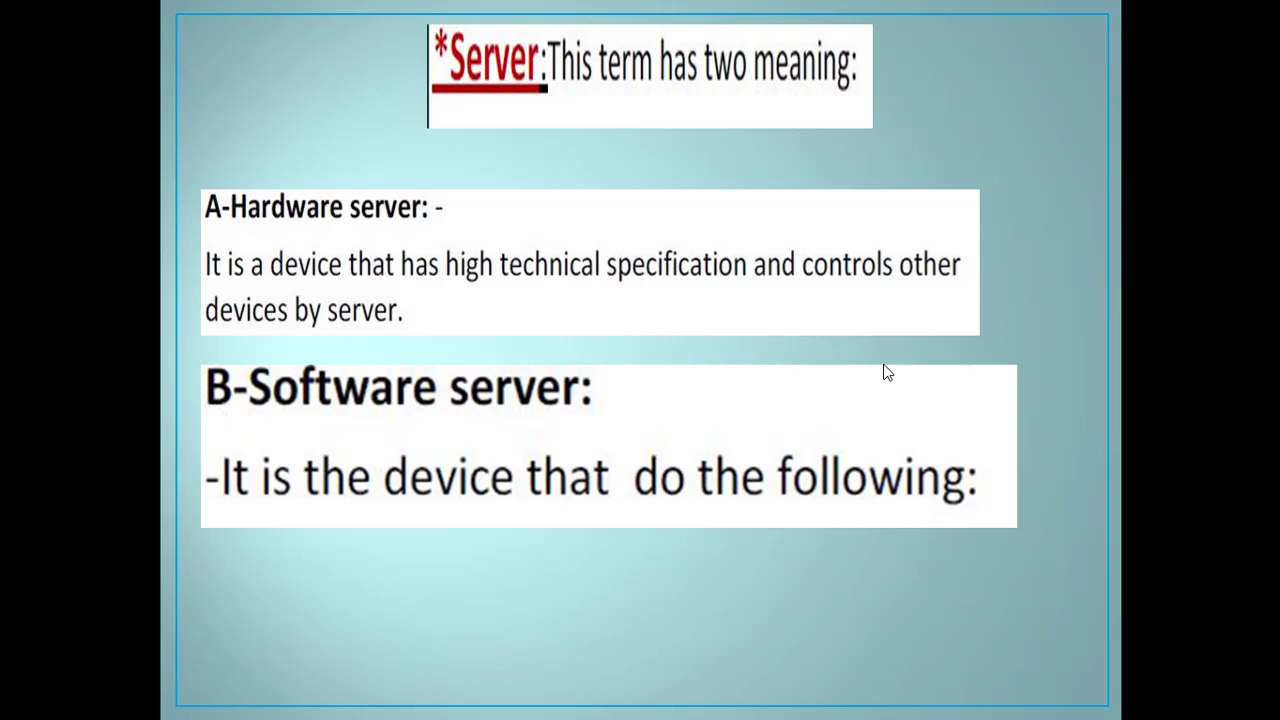 *Server:This term has two meaning:
A-Hardware server: -
It is a device that has high technical specification and controls other
devices by server.
B-Software server:
-It is the device that do the following: